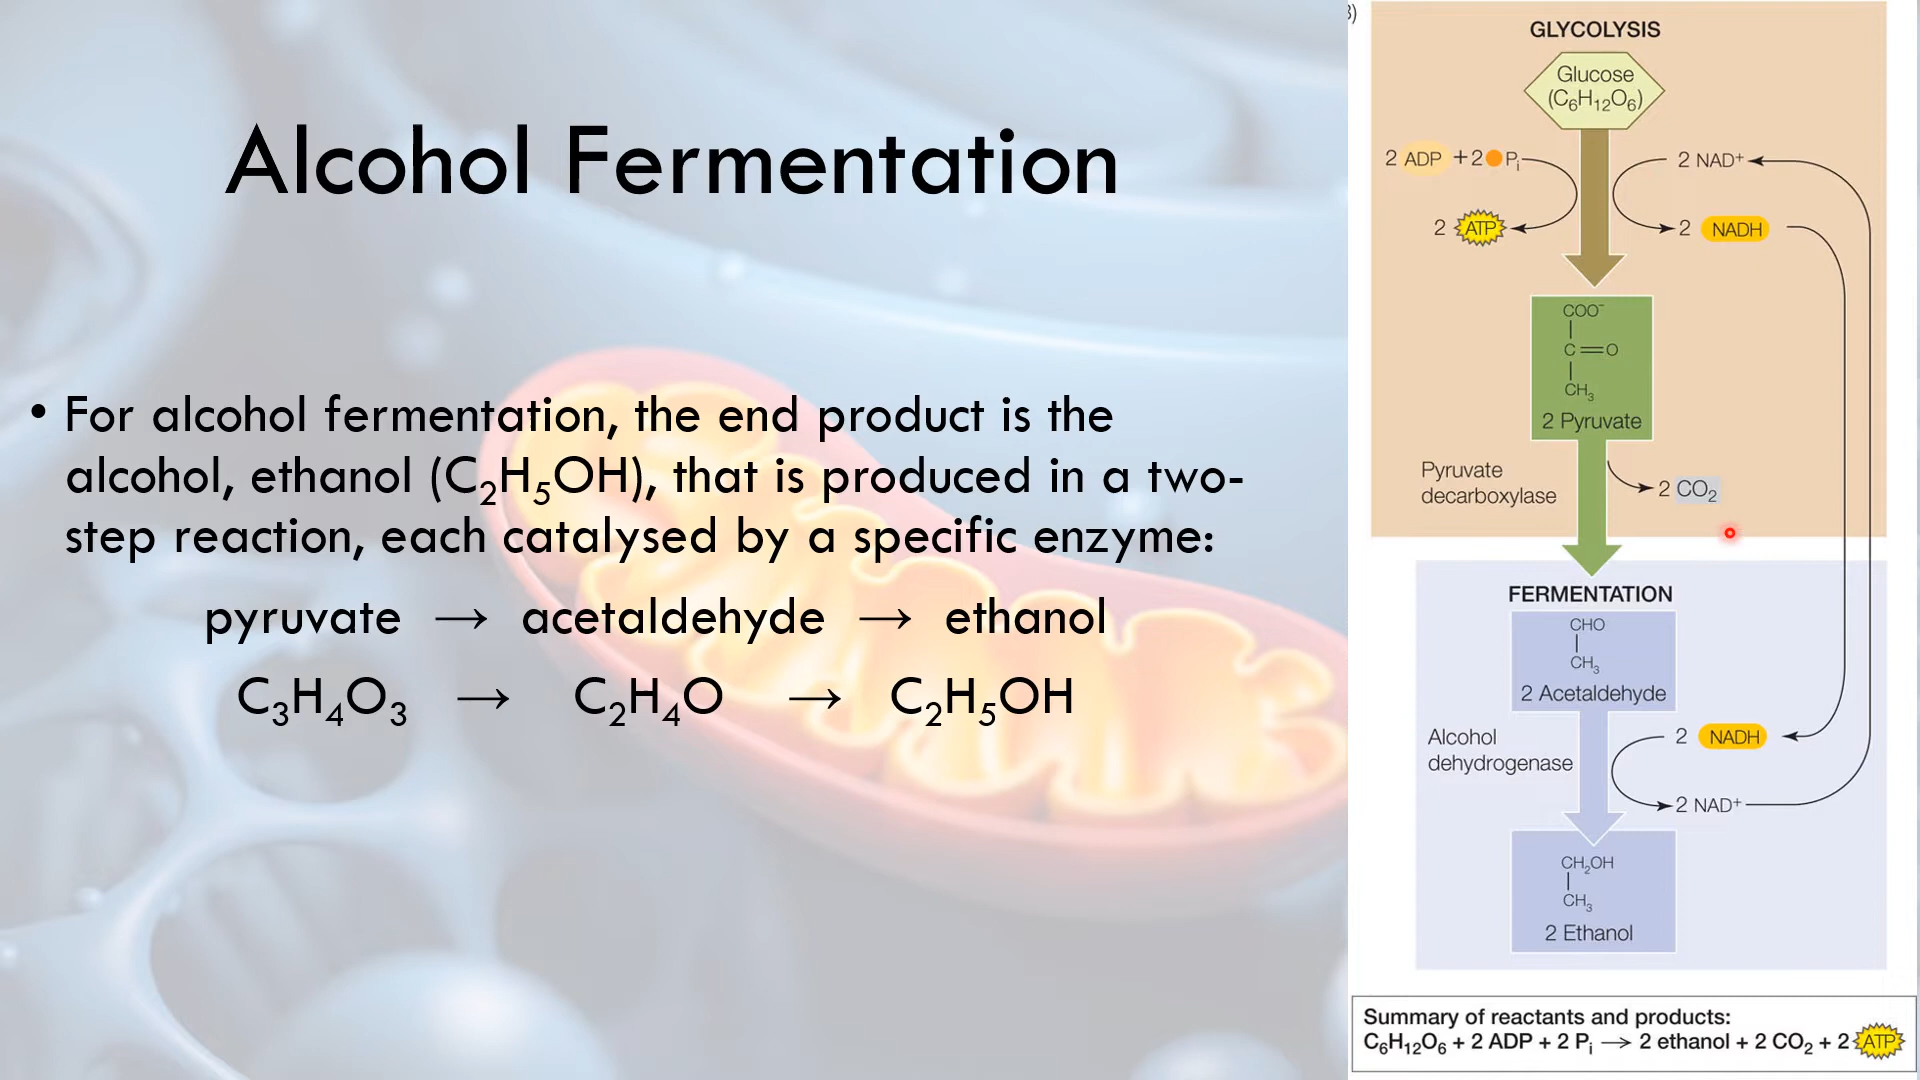 Alcohol Fermentation
• For alcohol fermentation, the end product is the
alcohol, ethanol (C₂H₅OH), that is produced in a two-
step reaction, each catalysed by a specific enzyme:
pyruvate → acetaldehyde → ethanol
C₃H₄O₃ → C₂H₄O → C₂H₅OH
3)
GLYCOLYSIS
Glucose
(C₆H₁₂O₆)
2 ADP + 2 Pᵢ
2 NAD⁺
2 ATP
2 NADH
COO⁻
C=O
CH₃
2 Pyruvate
Pyruvate
decarboxylase
2 CO₂
FERMENTATION
CHO
CH₃
2 Acetaldehyde
Alcohol
dehydrogenase
2 NADH
2 NAD⁺
CH₂OH
CH₃
2 Ethanol
Summary of reactants and products:
C₆H₁₂O₆ + 2 ADP + 2 Pᵢ → 2 ethanol + 2 CO₂ + 2 ATP